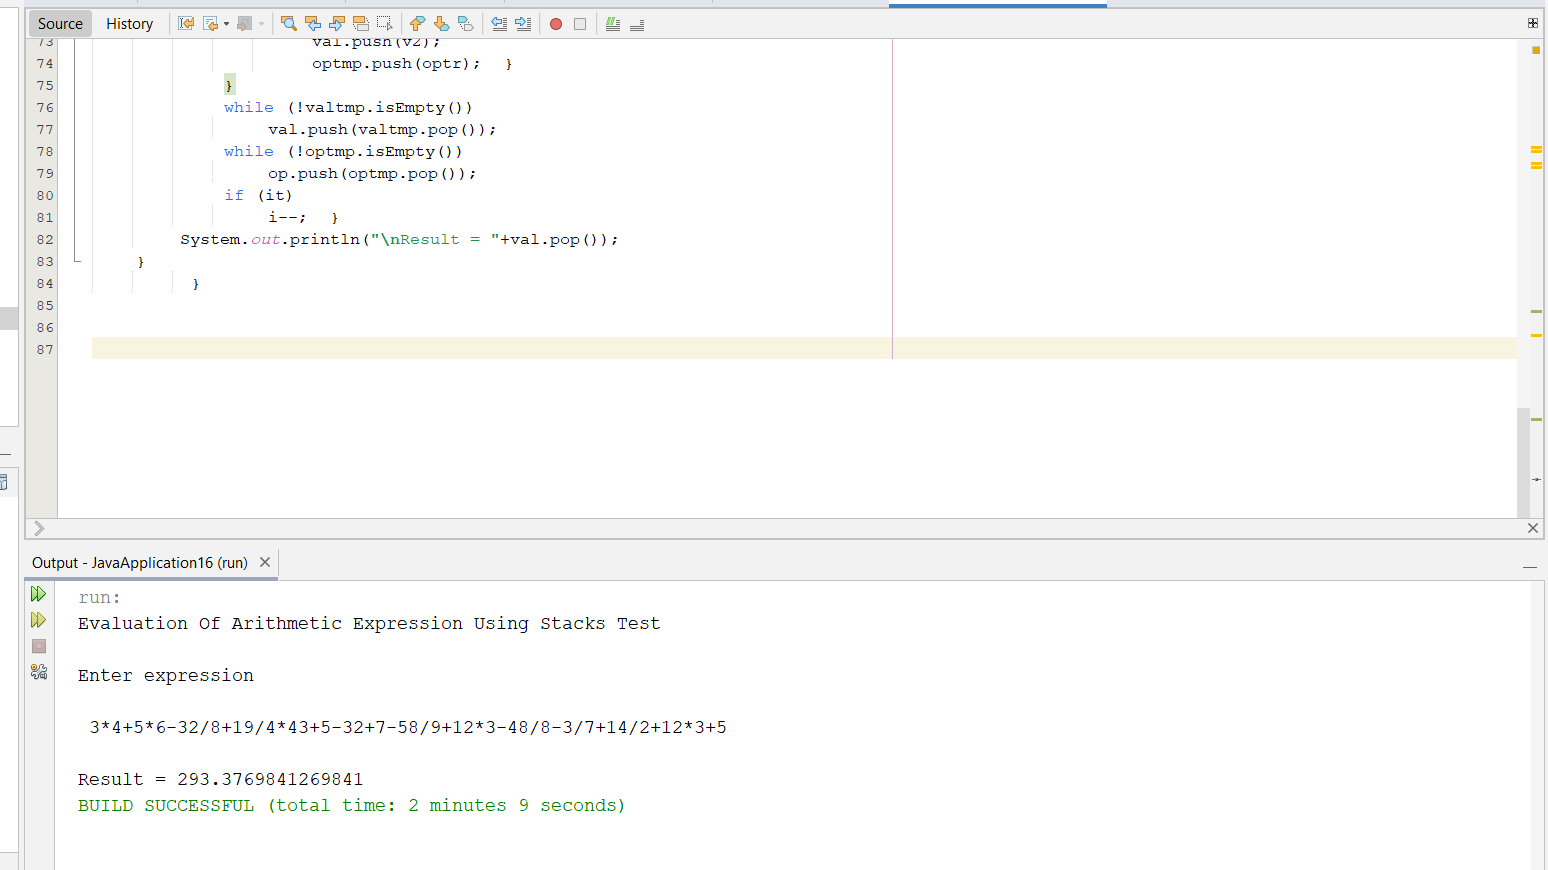 Source History
73 val.push(v2);
74 optmp.push(optr); }
75 }
76 while (!valtmp.isEmpty())
77 val.push(valtmp.pop());
78 while (!optmp.isEmpty())
79 op.push(optmp.pop());
80 if (it)
81 i--; }
82 System.out.println("\nResult = "+val.pop());
83 }
84 }
85
86
87
Output - JavaApplication16 (run)
run:
Evaluation Of Arithmetic Expression Using Stacks Test
Enter expression
3*4+5*6-32/8+19/4*43+5-32+7-58/9+12*3-48/8-3/7+14/2+12*3+5
Result = 293.3769841269841
BUILD SUCCESSFUL (total time: 2 minutes 9 seconds)